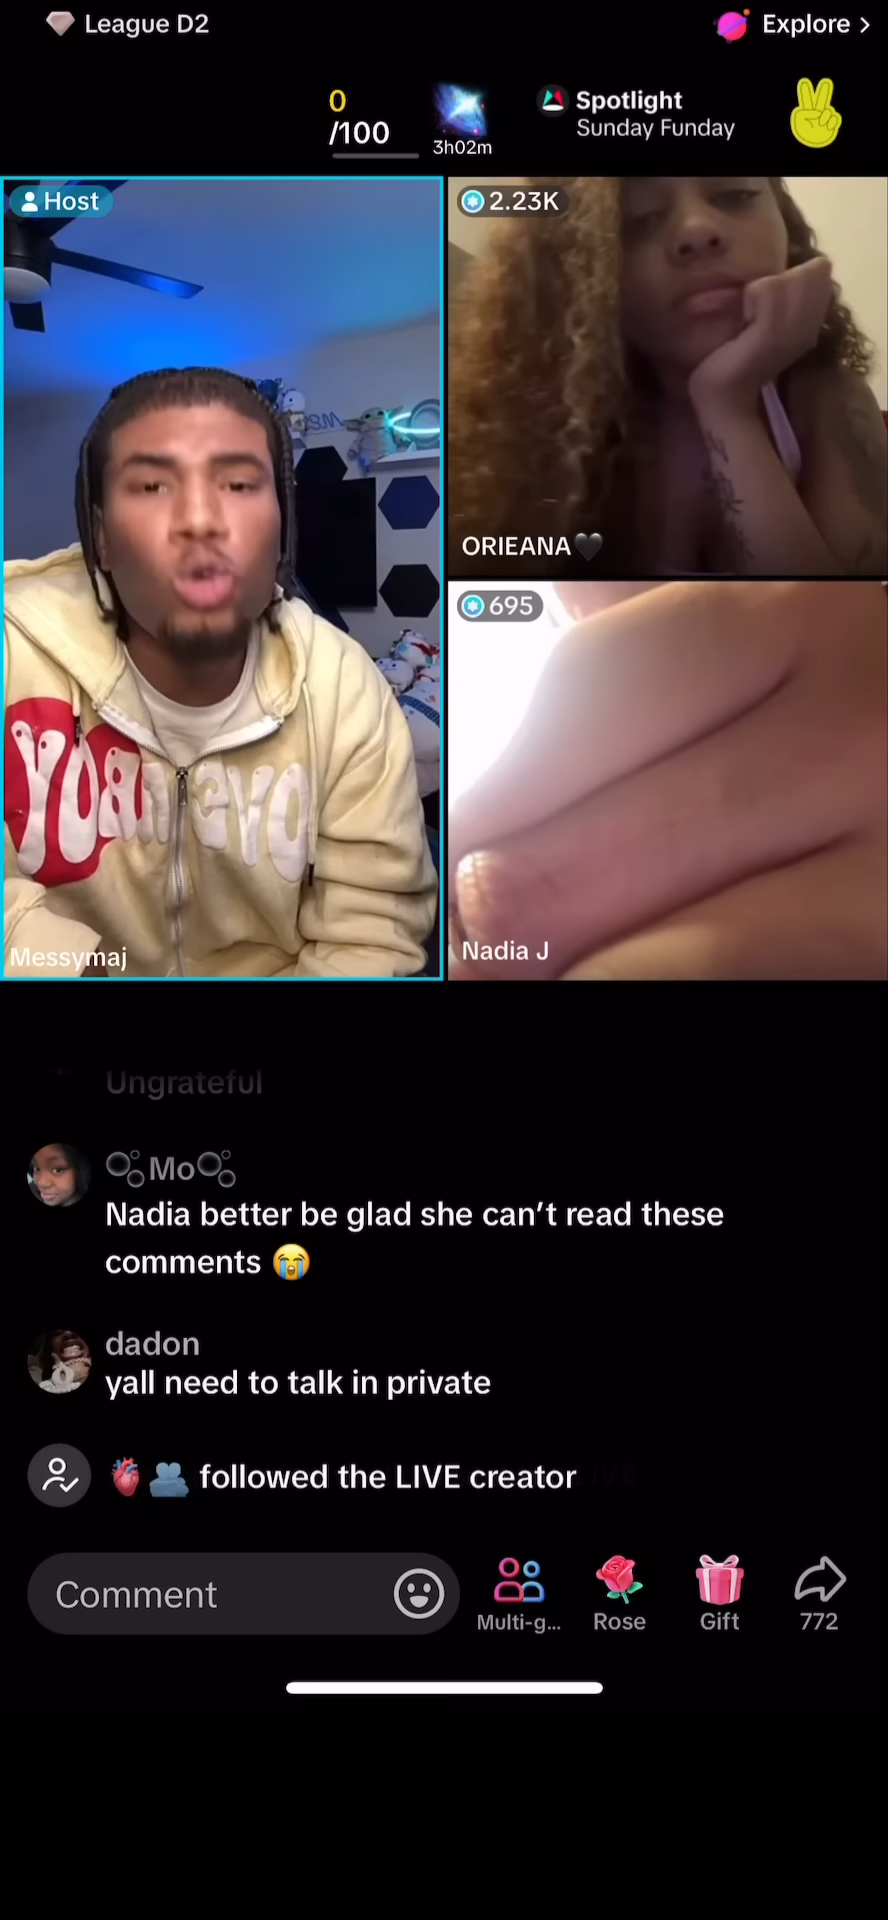 League D2
Explore >
0
/100
3h02m
Spotlight
Sunday Funday
Host
2.23K
ORIEANA🖤
695
Messymaj
Nadia J
Ungrateful
Mo
Nadia better be glad she can’t read these
comments 😭
dadon
yall need to talk in private
🫀🫂 followed the LIVE creator
Comment
Multi-g...
Rose
Gift
772